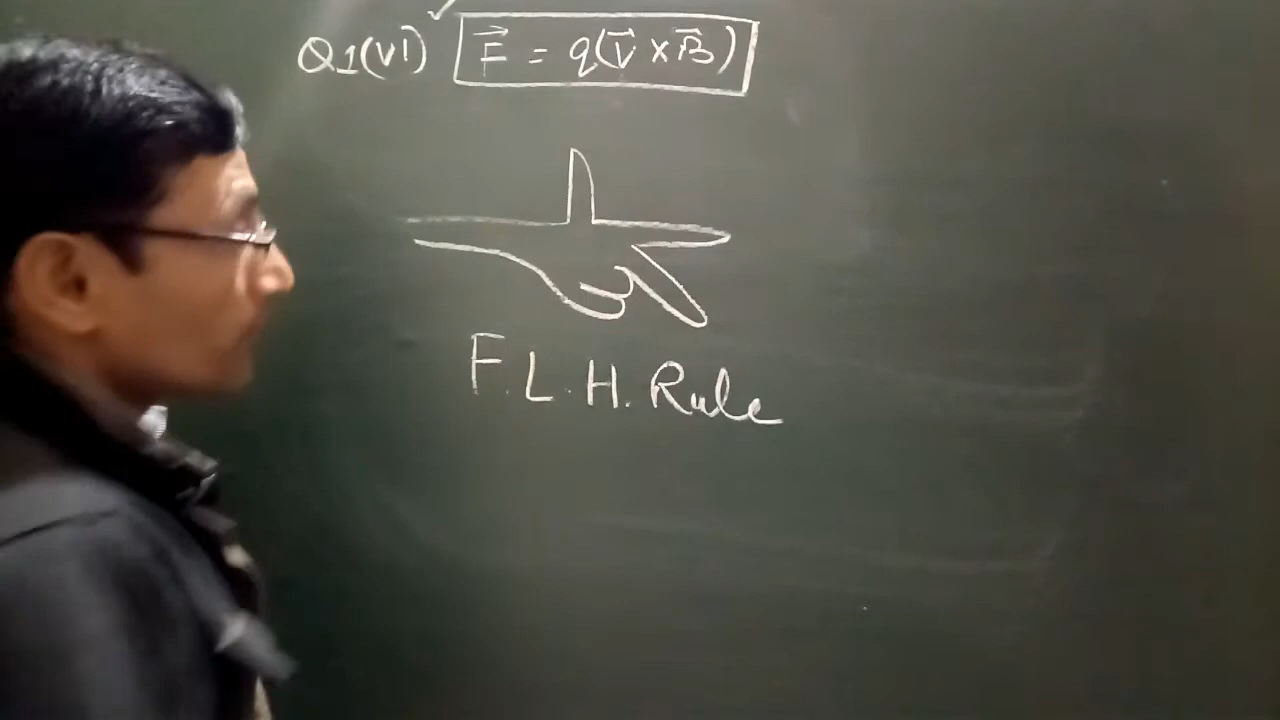 Q1(VI) F⃗ = q(V⃗ × B⃗)
F.L.H. Rule